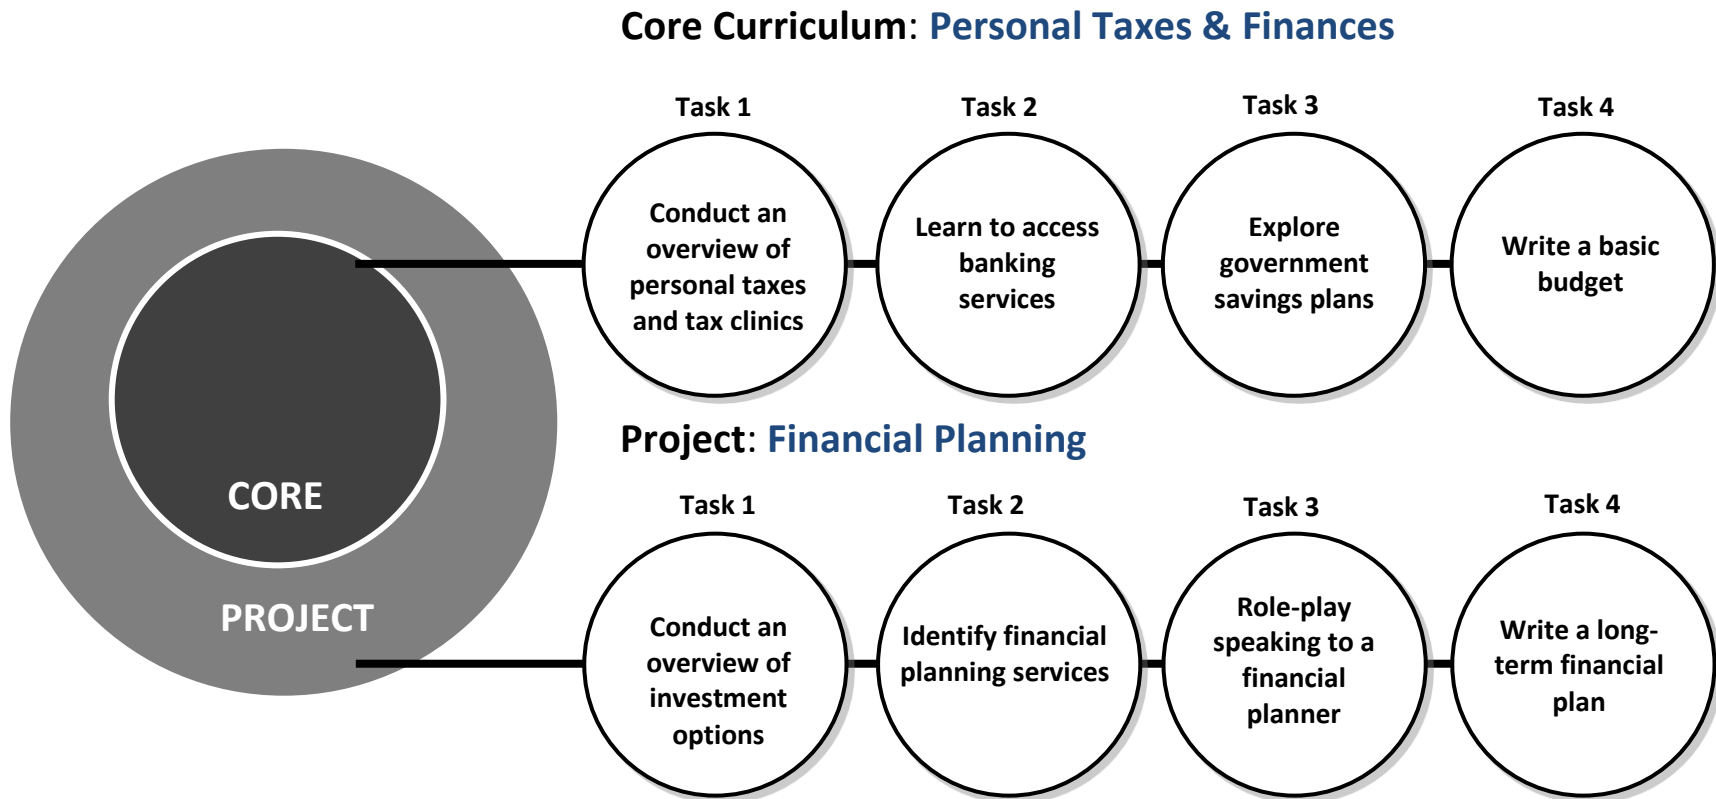 Core Curriculum: Personal Taxes & Finances
Task 1
Conduct an
overview of
personal taxes
and tax clinics
Task 2
Learn to access
banking
services
Task 3
Explore
government
savings plans
Task 4
Write a basic
budget
CORE
PROJECT
Project: Financial Planning
Task 1
Conduct an
overview of
investment
options
Task 2
Identify financial
planning services
Task 3
Role-play
speaking to a
financial
planner
Task 4
Write a long-
term financial
plan